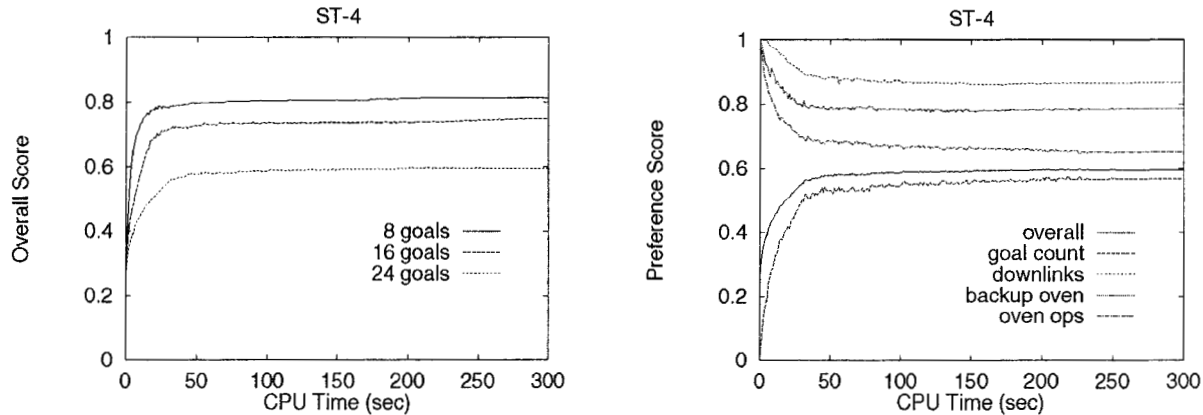 ST-4
1
0.8
0.6
0.4
0.2
0
Overall Score
8 goals
16 goals
24 goals
0 50 100 150 200 250 300
CPU Time (sec)
ST-4
1
0.8
0.6
0.4
0.2
0
Preference Score
overall
goal count
downlinks
backup oven
oven ops
0 50 100 150 200 250 300
CPU Time (sec)